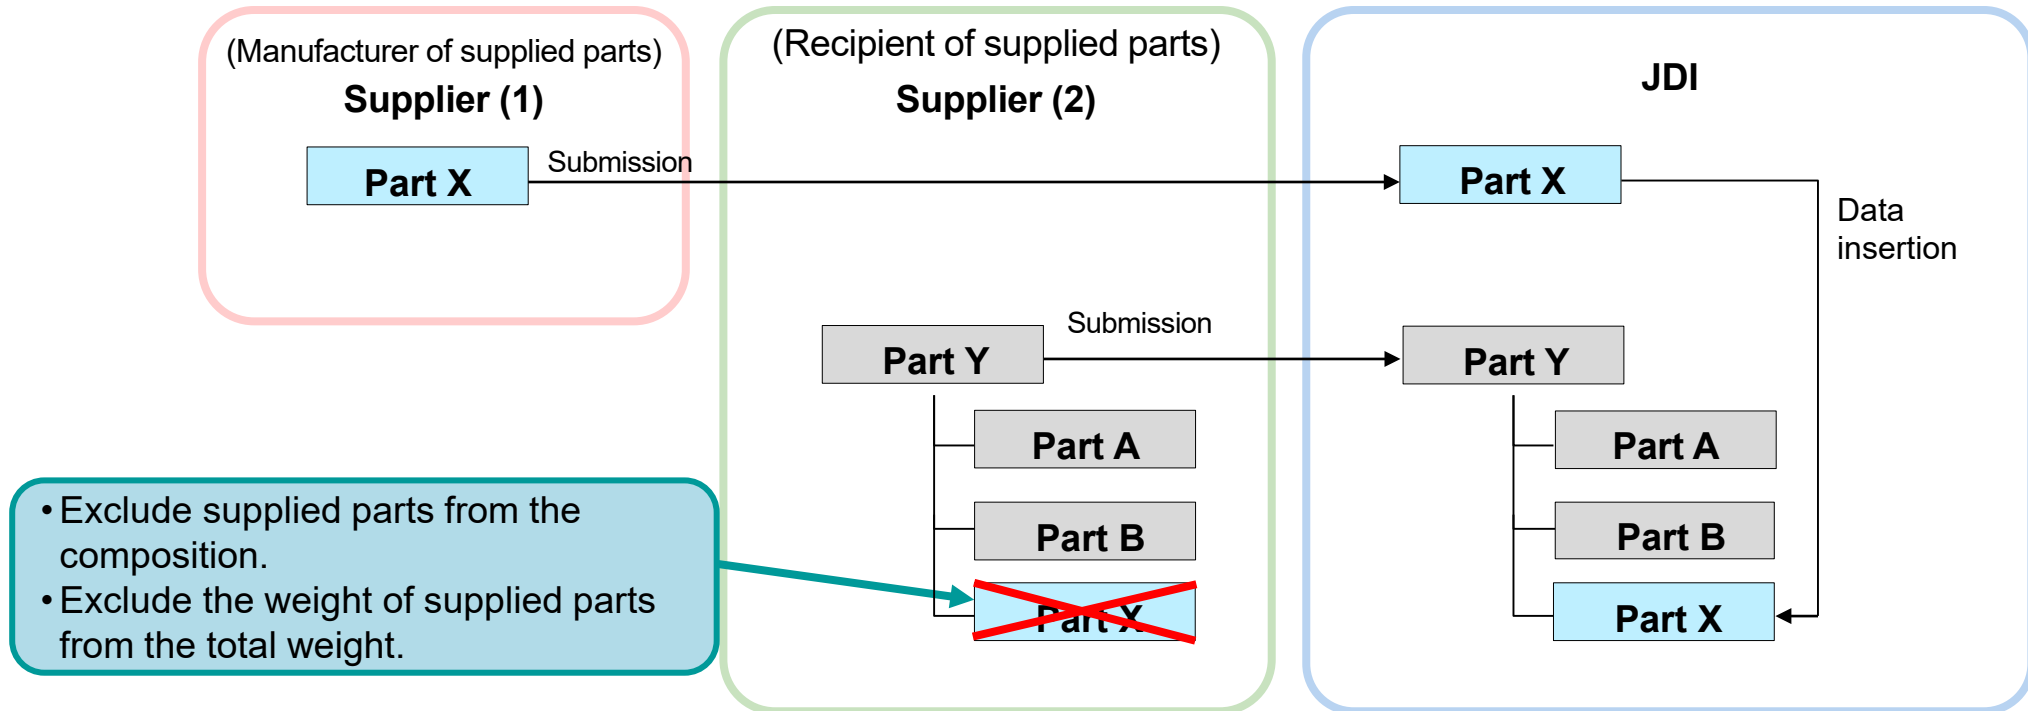 (Manufacturer of supplied parts)
Supplier (1)
Part X
Submission
(Recipient of supplied parts)
Supplier (2)
Part Y
Submission
Part A
Part B
Part X
• Exclude supplied parts from the
composition.
• Exclude the weight of supplied parts
from the total weight.
JDI
Part X
Data
insertion
Part Y
Part A
Part B
Part X